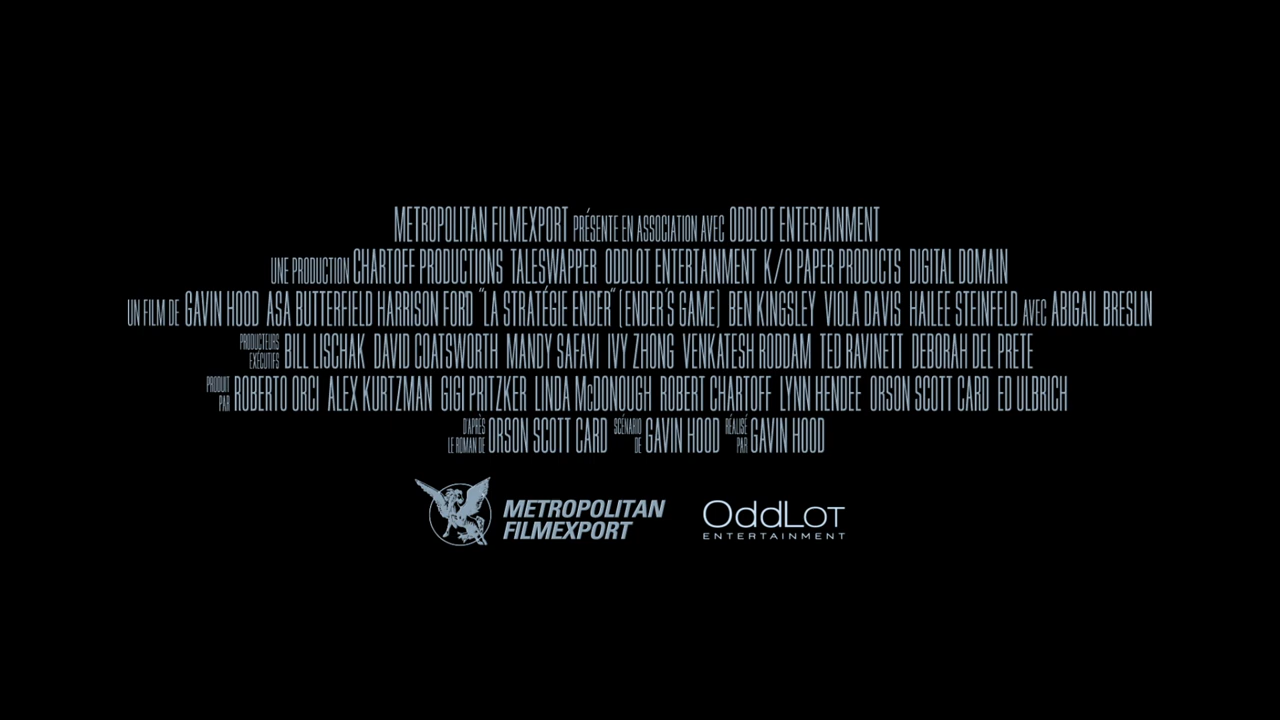 METROPOLITAN FILMEXPORT PRÉSENTE EN ASSOCIATION AVEC ODDLOT ENTERTAINMENT
UNE PRODUCTION CHARTOFF PRODUCTIONS TALESWAPPER ODDLOT ENTERTAINMENT K/O PAPER PRODUCTS DIGITAL DOMAIN
UN FILM DE GAVIN HOOD ASA BUTTERFIELD HARRISON FORD "LA STRATÉGIE ENDER" (ENDER'S GAME) BEN KINGSLEY VIOLA DAVIS HAILEE STEINFELD AVEC ABIGAIL BRESLIN
PRODUCTEURS EXÉCUTIFS BILL LISCHAK DAVID COATSWORTH MANDY SAFAVI IVY ZHONG VENKATESH RODDAM TED RAVINETT DEBORAH DEL PRETE
PRODUIT PAR ROBERTO ORCI ALEX KURTZMAN GIGI PRITZKER LINDA McDONOUGH ROBERT CHARTOFF LYNN HENDEE ORSON SCOTT CARD ED ULBRICH
D'APRÈS LE ROMAN DE ORSON SCOTT CARD SCÉNARIO DE GAVIN HOOD RÉALISÉ PAR GAVIN HOOD
METROPOLITAN
FILMEXPORT
OddLot
ENTERTAINMENT